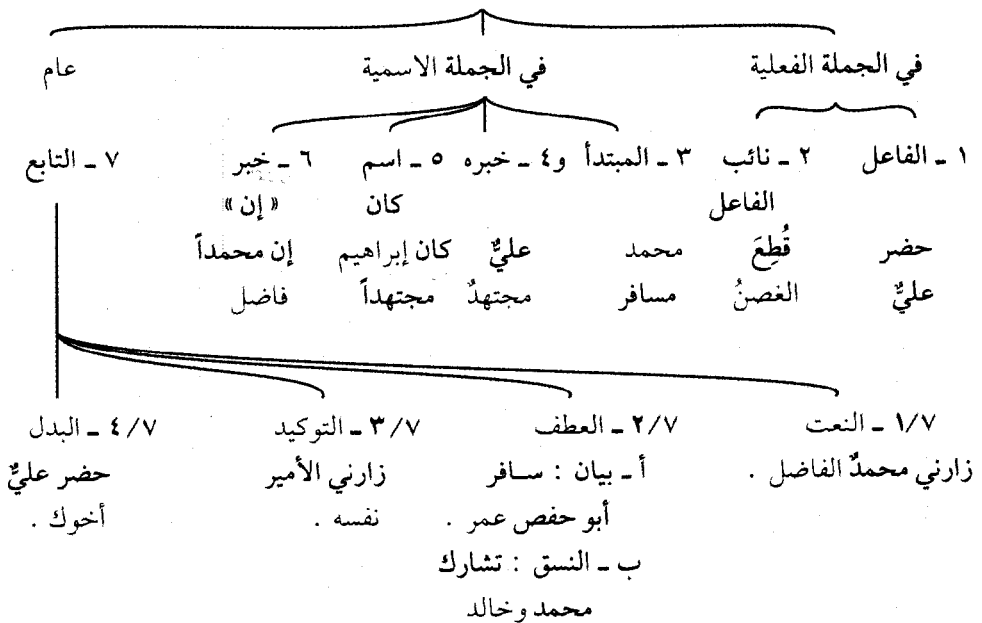 في الجملة الفعلية في الجملة الاسمية عام
١ ـ الفاعل ٢ ـ نائب ٣ ـ المبتدأ و٤ ـ خبره ٥ ـ اسم ٦ ـ خبر ٧ ـ التابع
الفاعل كان « إن »
حضر قُطِعَ محمد عليٌّ كان إبراهيم إن محمداً
عليٌّ الغصنُ مسافر مجتهدٌ مجتهداً فاضل
١/٧ ـ النعت ٢/٧ ـ العطف ٣/٧ ـ التوكيد ٤/٧ ـ البدل
زارني محمدٌ الفاضل . أ ـ بيان : سافر زارني الأمير حضر عليٌّ
أبو حفص عمر . نفسه . أخوك .
ب ـ النسق : تشارك
محمد وخالد